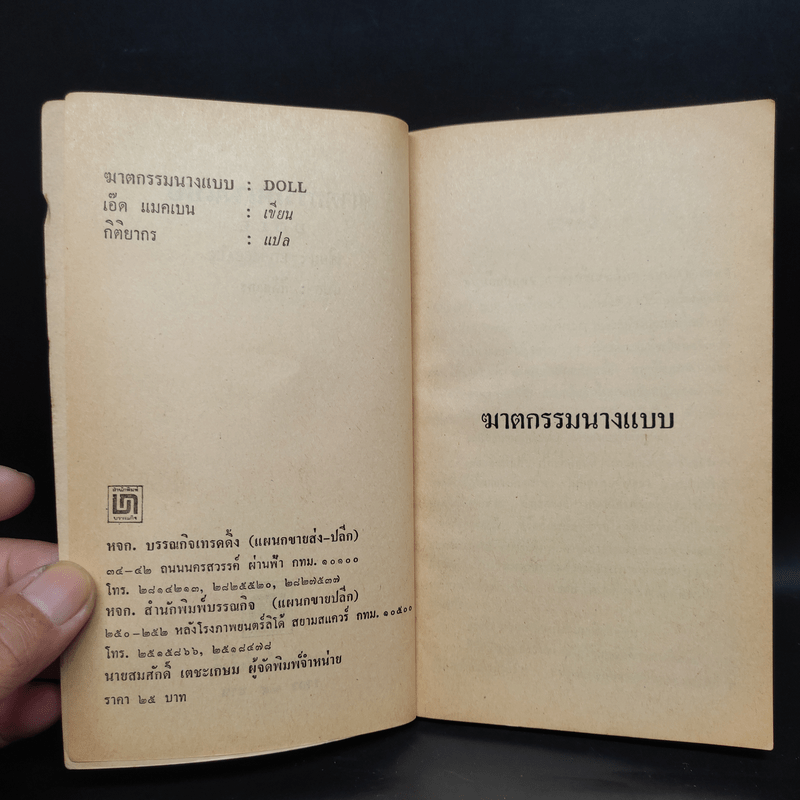 ฆาตกรรมนางแบบ : DOLL
เอ๊ด แมคเบน : เขียน
กิติยากร : แปล
สำนักพิมพ์
บรรณกิจ
หจก. บรรณกิจเทรดดิ้ง (แผนกขายส่ง-ปลีก)
๓๔-๔๒ ถนนนครสวรรค์ ผ่านฟ้า กทม. ๑๐๑๐๐
โทร. ๒๘๑๔๒๑๓, ๒๘๒๕๕๒๐, ๒๘๒๗๕๓๗
หจก. สำนักพิมพ์บรรณกิจ (แผนกขายปลีก)
๒๕๐-๒๕๒ หลังโรงภาพยนตร์ลิโด้ สยามสแควร์ กทม. ๑๐๕๐๐
โทร. ๒๕๑๕๘๖๖, ๒๕๑๘๔๗๘
นายสมศักดิ์ เตชะเกษม ผู้จัดพิมพ์จำหน่าย
ราคา ๒๕ บาท
ฆาตกรรมนางแบบ